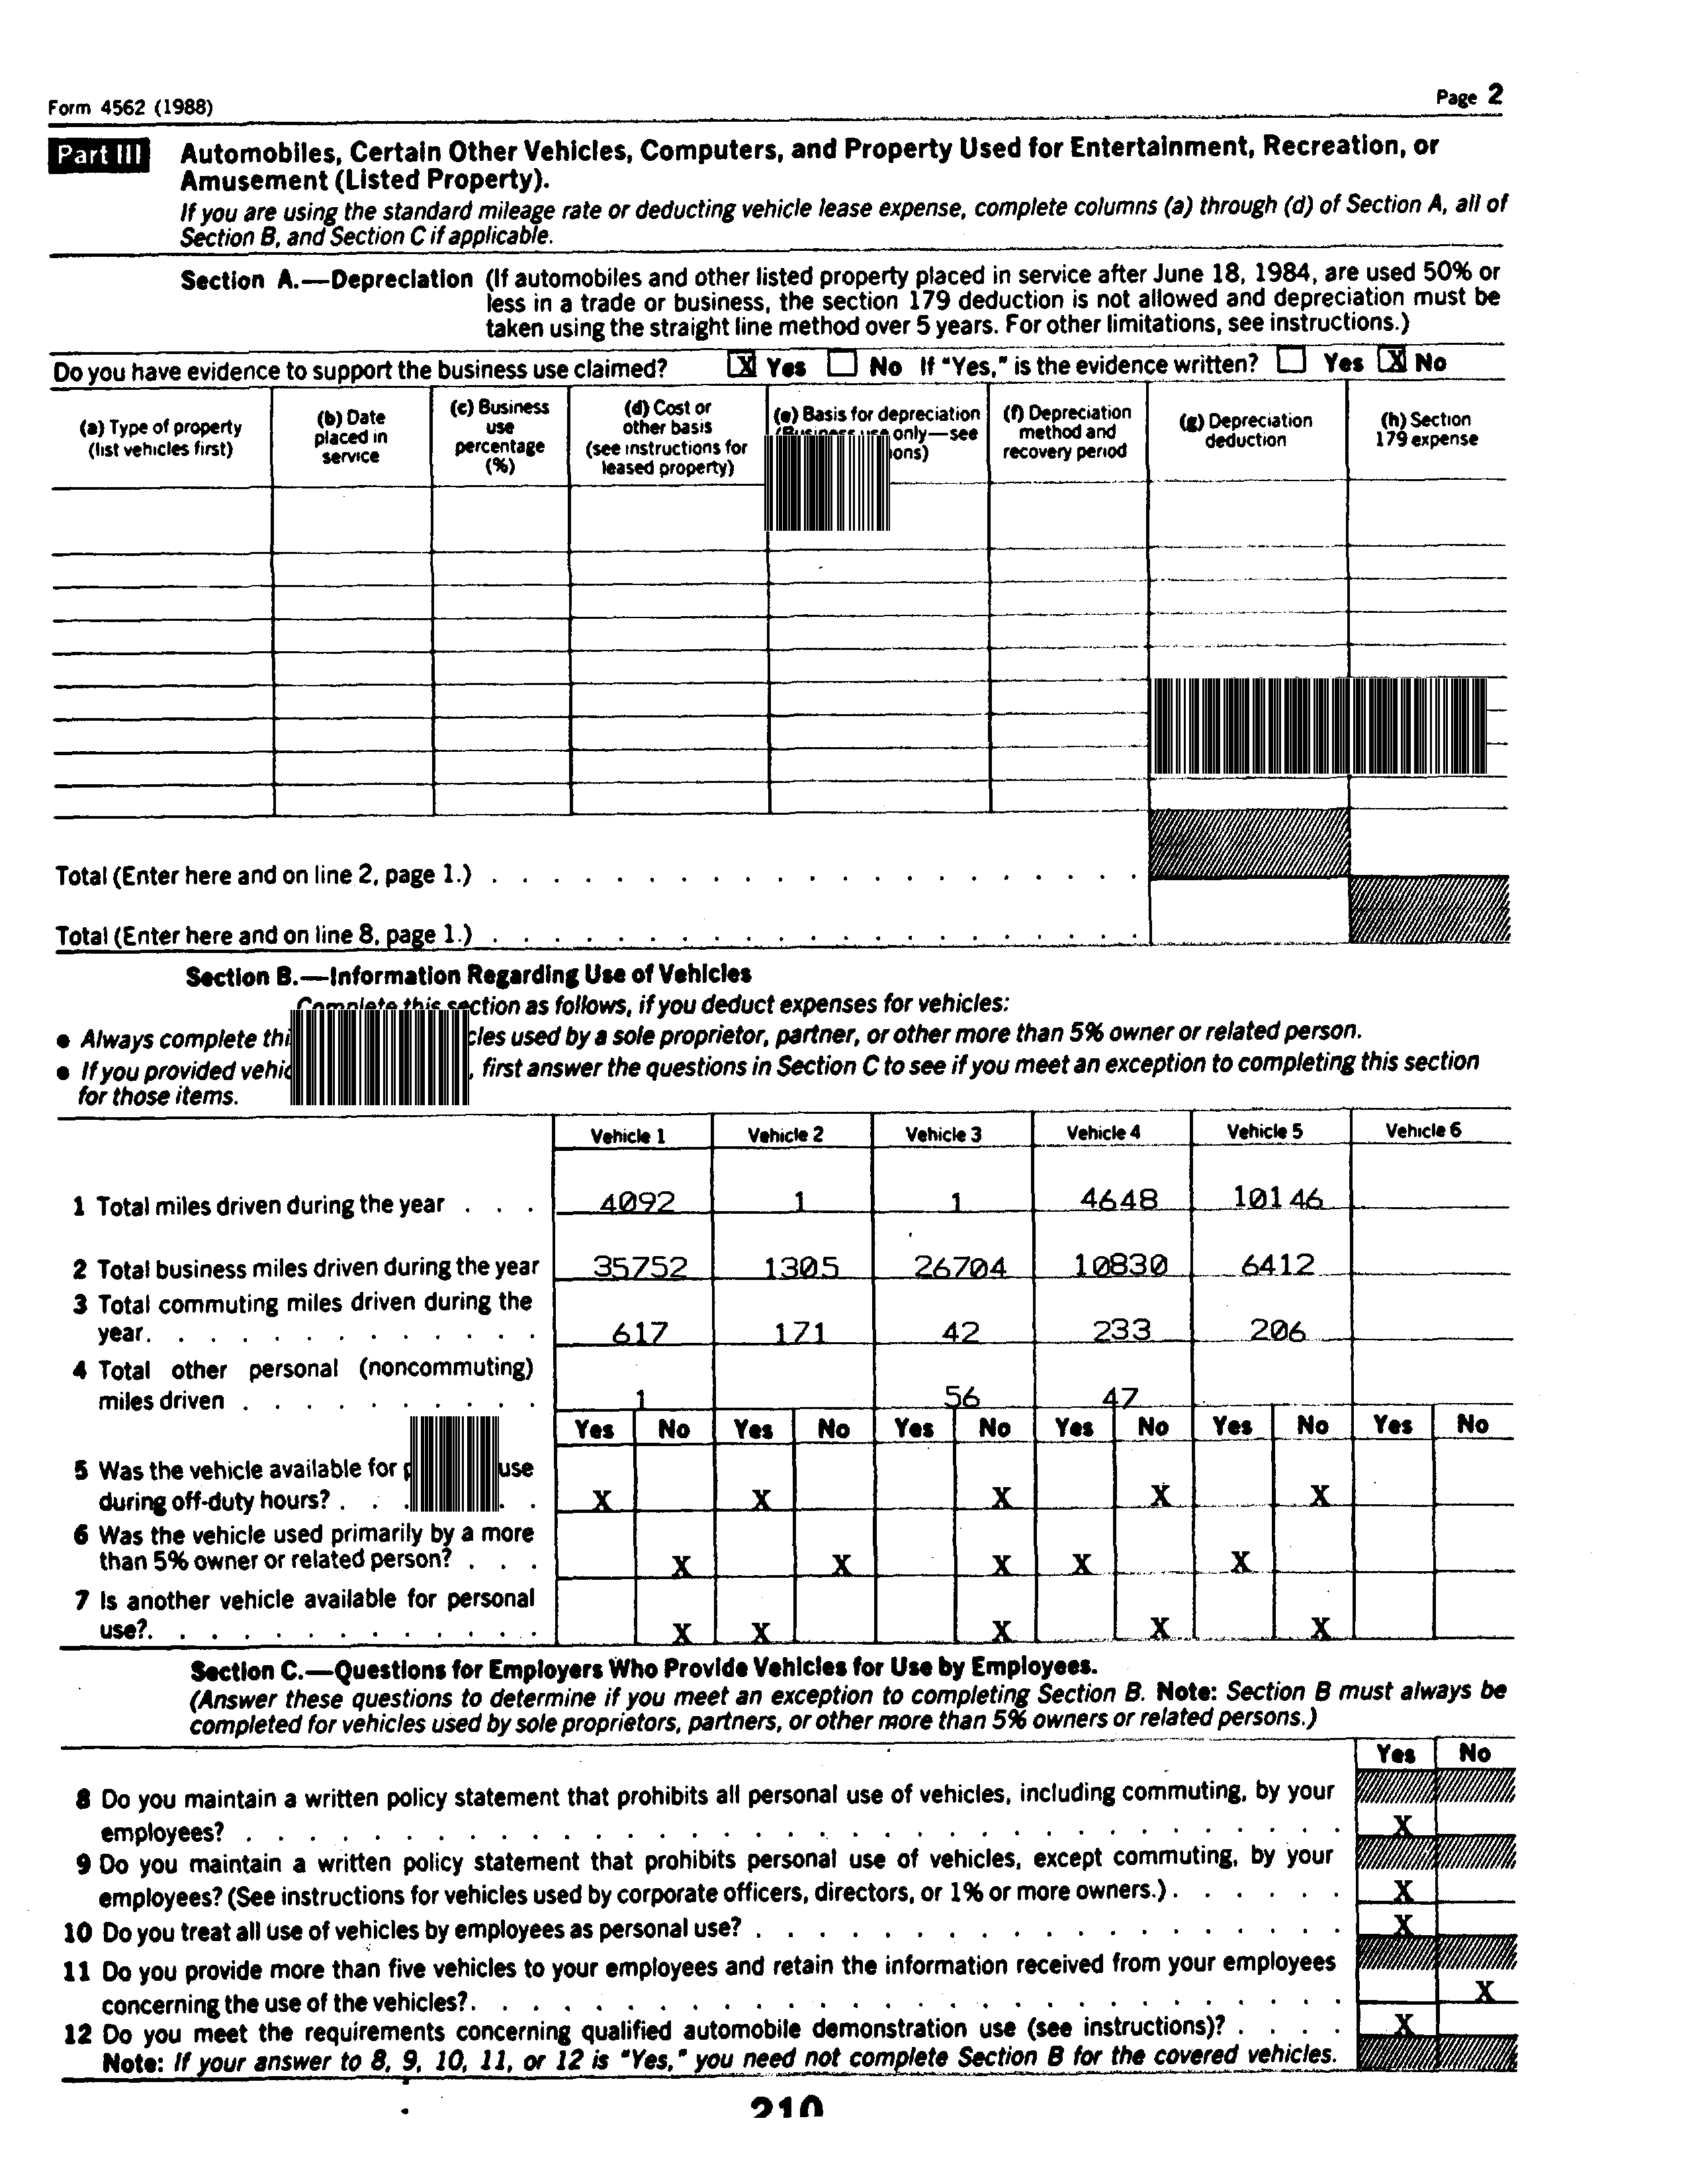 Form 4562 (1988) Page 2
Part III Automobiles, Certain Other Vehicles, Computers, and Property Used for Entertainment, Recreation, or
Amusement (Listed Property).
If you are using the standard mileage rate or deducting vehicle lease expense, complete columns (a) through (d) of Section A, all of
Section B, and Section C if applicable.
Section A.—Depreciation (If automobiles and other listed property placed in service after June 18, 1984, are used 50% or
less in a trade or business, the section 179 deduction is not allowed and depreciation must be
taken using the straight line method over 5 years. For other limitations, see instructions.)
Do you have evidence to support the business use claimed? X Yes No If "Yes," is the evidence written? Yes X No
(a) Type of property
(list vehicles first)
(b) Date
placed in
service
(c) Business
use
percentage
(%)
(d) Cost or
other basis
(see instructions for
leased property)
(e) Basis for depreciation
(Business use only—see
ons)
(f) Depreciation
method and
recovery period
(g) Depreciation
deduction
(h) Section
179 expense
Total (Enter here and on line 2, page 1.)
Total (Enter here and on line 8, page 1.)
Section B.—Information Regarding Use of Vehicles
Complete this section as follows, if you deduct expenses for vehicles:
● Always complete thi cles used by a sole proprietor, partner, or other more than 5% owner or related person.
● If you provided vehic , first answer the questions in Section C to see if you meet an exception to completing this section
for those items.
Vehicle 1 Vehicle 2 Vehicle 3 Vehicle 4 Vehicle 5 Vehicle 6
1 Total miles driven during the year . . . 4092 1 1 4648 10146
2 Total business miles driven during the year 35752 1305 26704 10830 6412
3 Total commuting miles driven during the
year. . . . . . . . . . . . . 617 171 42 233 206
4 Total other personal (noncommuting)
miles driven . . . . . . . . . . 1 56 47
Yes No Yes No Yes No Yes No Yes No Yes No
5 Was the vehicle available for use
during off-duty hours? . . . . . X X X X X
6 Was the vehicle used primarily by a more
than 5% owner or related person? . . . X X X X X
7 Is another vehicle available for personal
use?. . . . . . . . . . . . . X X X X X
Section C.—Questions for Employers Who Provide Vehicles for Use by Employees.
(Answer these questions to determine if you meet an exception to completing Section B. Note: Section B must always be
completed for vehicles used by sole proprietors, partners, or other more than 5% owners or related persons.)
Yes No
8 Do you maintain a written policy statement that prohibits all personal use of vehicles, including commuting, by your
employees? X
9 Do you maintain a written policy statement that prohibits personal use of vehicles, except commuting, by your
employees? (See instructions for vehicles used by corporate officers, directors, or 1% or more owners.) . . . . . . X
10 Do you treat all use of vehicles by employees as personal use? X
11 Do you provide more than five vehicles to your employees and retain the information received from your employees
concerning the use of the vehicles?. X
12 Do you meet the requirements concerning qualified automobile demonstration use (see instructions)? . . . . X
Note: If your answer to 8, 9, 10, 11, or 12 is "Yes," you need not complete Section B for the covered vehicles.
210